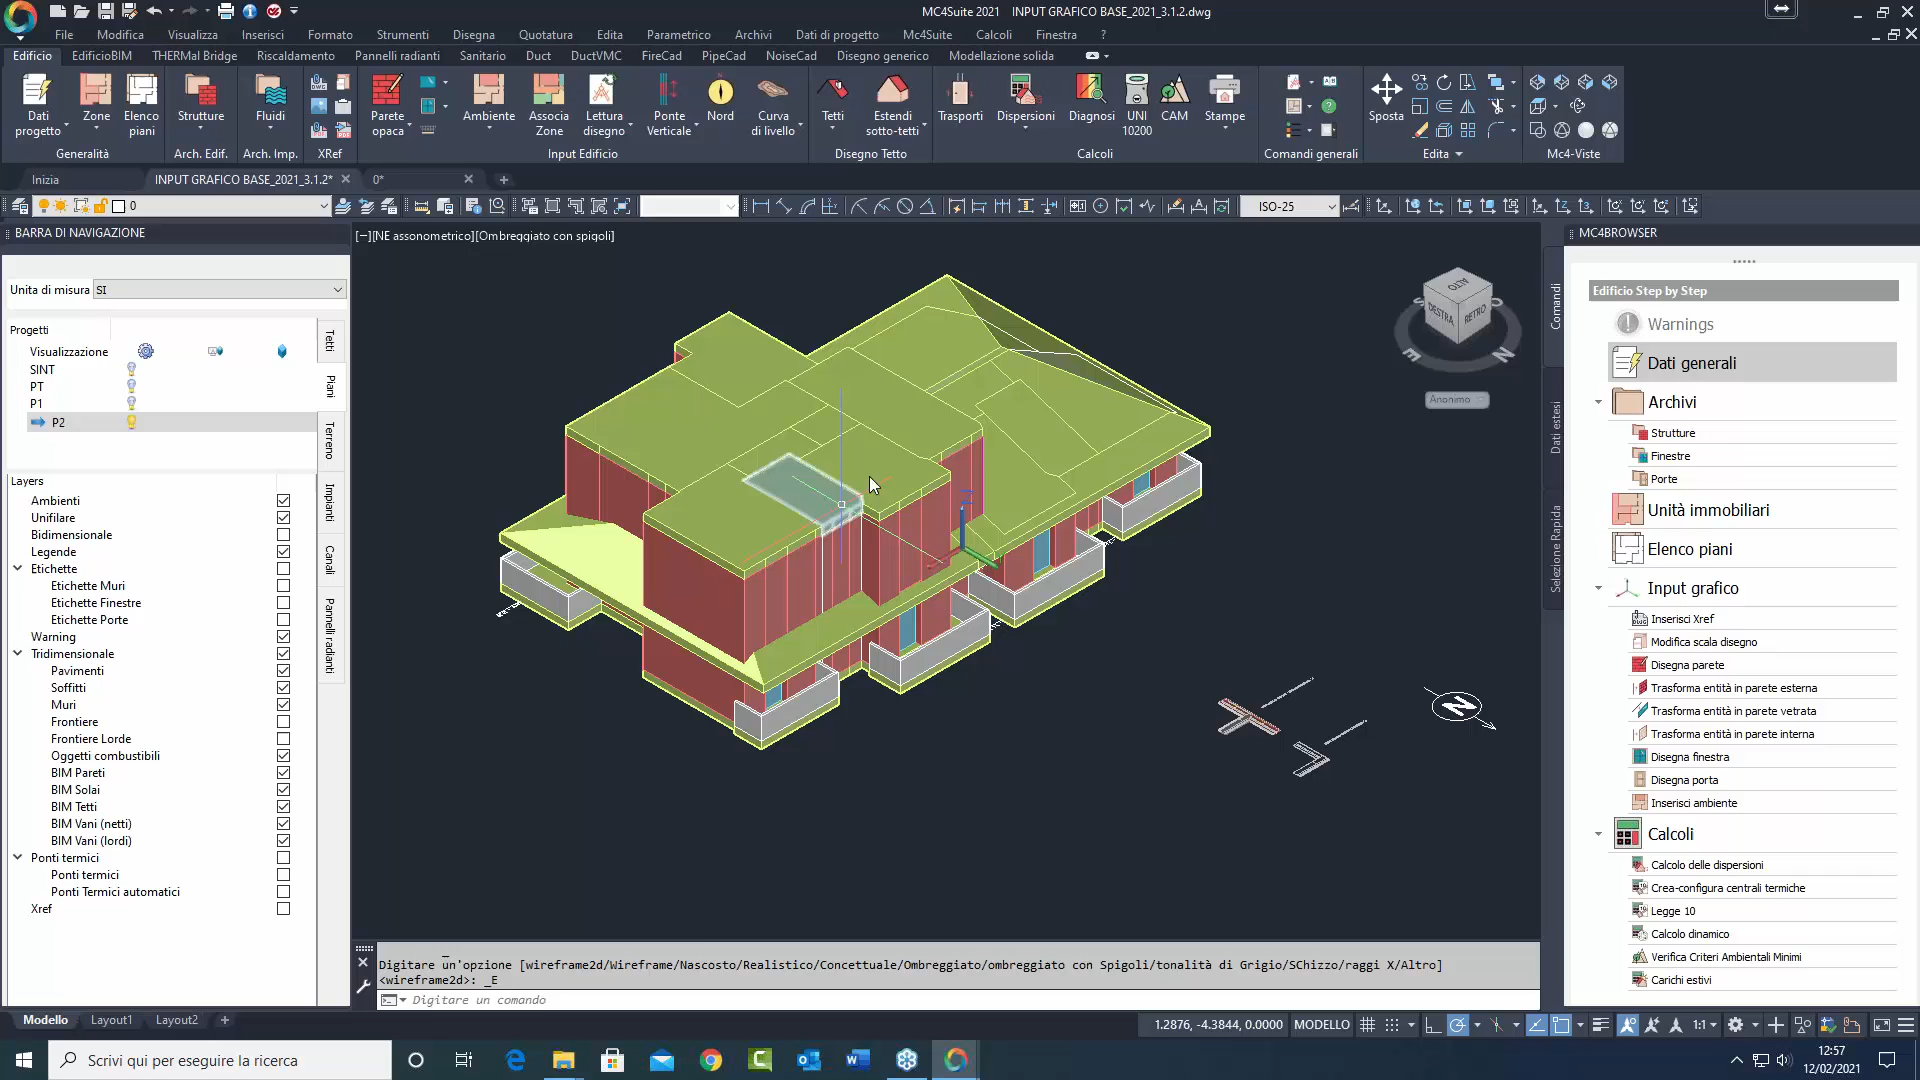 MC4Suite 2021 INPUT GRAFICO BASE_2021_3.1.2.dwg
File Modifica Visualizza Inserisci Formato Strumenti Disegna Quotatura Edita Parametrico Archivi Dati di progetto Mc4Suite Calcoli Finestra ?
Edificio EdificioBIM THERMal Bridge Riscaldamento Pannelli radianti Sanitario Duct DuctVMC FireCad PipeCad NoiseCad Disegno generico Modellazione solida
Dati progetto
Zone
Elenco piani
Strutture
Fluidi
Parete opaca
Ambiente
Associa Zone
Lettura disegno
Ponte Verticale
Nord
Curva di livello
Tetti
Estendi sotto-tetti
Trasporti
Dispersioni
Diagnosi
UNI 10200
CAM
Stampe
Sposta
Generalità Arch. Edif. Arch. Imp. XRef Input Edificio Disegno Tetto Calcoli Comandi generali Edita Mc4-Viste
Inizia INPUT GRAFICO BASE_2021_3.1.2* 0*
0
ISO-25
BARRA DI NAVIGAZIONE
Unita di misura SI
Progetti
Visualizzazione
SINT
PT
P1
P2
Tetti
Piani
Terreno
Impianti
Canali
Pannelli radianti
Layers
Ambienti
Unifilare
Bidimensionale
Legende
Etichette
Etichette Muri
Etichette Finestre
Etichette Porte
Warning
Tridimensionale
Pavimenti
Soffitti
Muri
Frontiere
Frontiere Lorde
Oggetti combustibili
BIM Pareti
BIM Solai
BIM Tetti
BIM Vani (netti)
BIM Vani (lordi)
Ponti termici
Ponti termici
Ponti Termici automatici
Xref
[−][NE assonometrico][Ombreggiato con spigoli]
ALTO
DESTRA
RETRO
S
O
E
N
Anonimo
N
Comandi
Dati estesi
Selezione Rapida
MC4BROWSER
Edificio Step by Step
Warnings
Dati generali
Archivi
Strutture
Finestre
Porte
Unità immobiliari
Elenco piani
Input grafico
Inserisci Xref
Modifica scala disegno
Disegna parete
Trasforma entità in parete esterna
Trasforma entità in parete vetrata
Trasforma entità in parete interna
Disegna finestra
Disegna porta
Inserisci ambiente
Calcoli
Calcolo delle dispersioni
Crea-configura centrali termiche
Legge 10
Calcolo dinamico
Verifica Criteri Ambientali Minimi
Carichi estivi
Digitare un'opzione [wireframe2d/Wireframe/Nascosto/Realistico/Concettuale/Ombreggiato/ombreggiato con Spigoli/tonalità di Grigio/SChizzo/raggi X/Altro]
<wireframe2d>: _E
Digitare un comando
Modello Layout1 Layout2 +
1.2876, -4.3844, 0.0000 MODELLO 1:1
Scrivi qui per eseguire la ricerca
12:57
12/02/2021